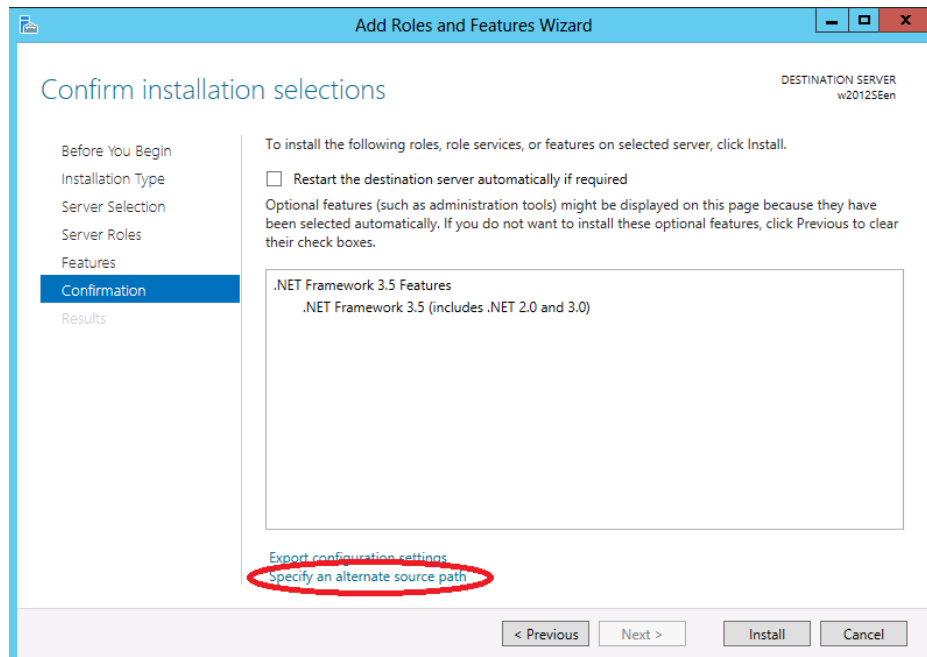 Add Roles and Features Wizard
Confirm installation selections
DESTINATION SERVER
w2012SEen
Before You Begin
Installation Type
Server Selection
Server Roles
Features
Confirmation
Results
To install the following roles, role services, or features on selected server, click Install.
Restart the destination server automatically if required
Optional features (such as administration tools) might be displayed on this page because they have
been selected automatically. If you do not want to install these optional features, click Previous to clear
their check boxes.
.NET Framework 3.5 Features
.NET Framework 3.5 (includes .NET 2.0 and 3.0)
Export configuration settings
Specify an alternate source path
< Previous
Next >
Install
Cancel